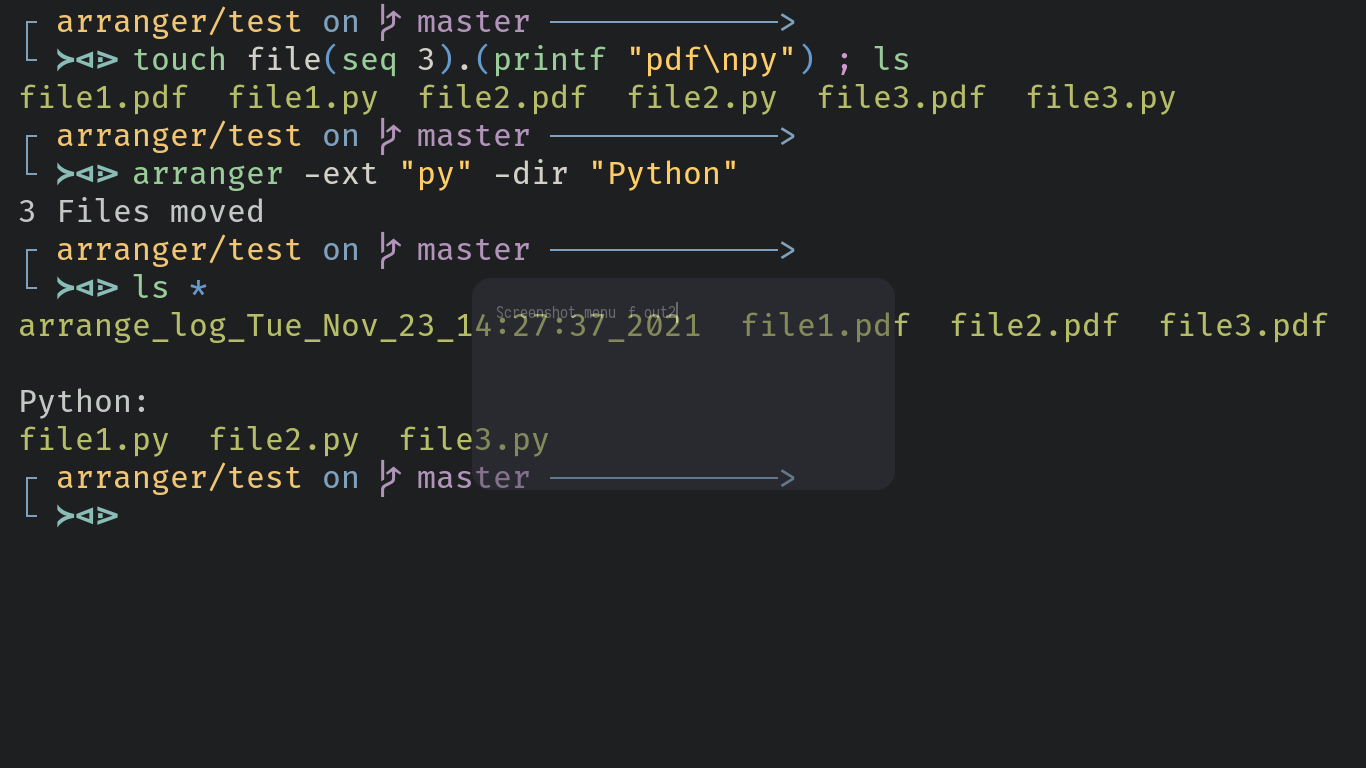 arranger/test on master ──────────>
⋟⋞⋗ touch file(seq 3).(printf "pdf\npy") ; ls
file1.pdf file1.py file2.pdf file2.py file3.pdf file3.py
arranger/test on master ──────────>
⋟⋞⋗ arranger -ext "py" -dir "Python"
3 Files moved
arranger/test on master ──────────>
⋟⋞⋗ ls *
Screenshot menu f out2
arrange_log_Tue_Nov_23_14:27:37_2021 file1.pdf file2.pdf file3.pdf
Python:
file1.py file2.py file3.py
arranger/test on master ──────────>
⋟⋞⋗